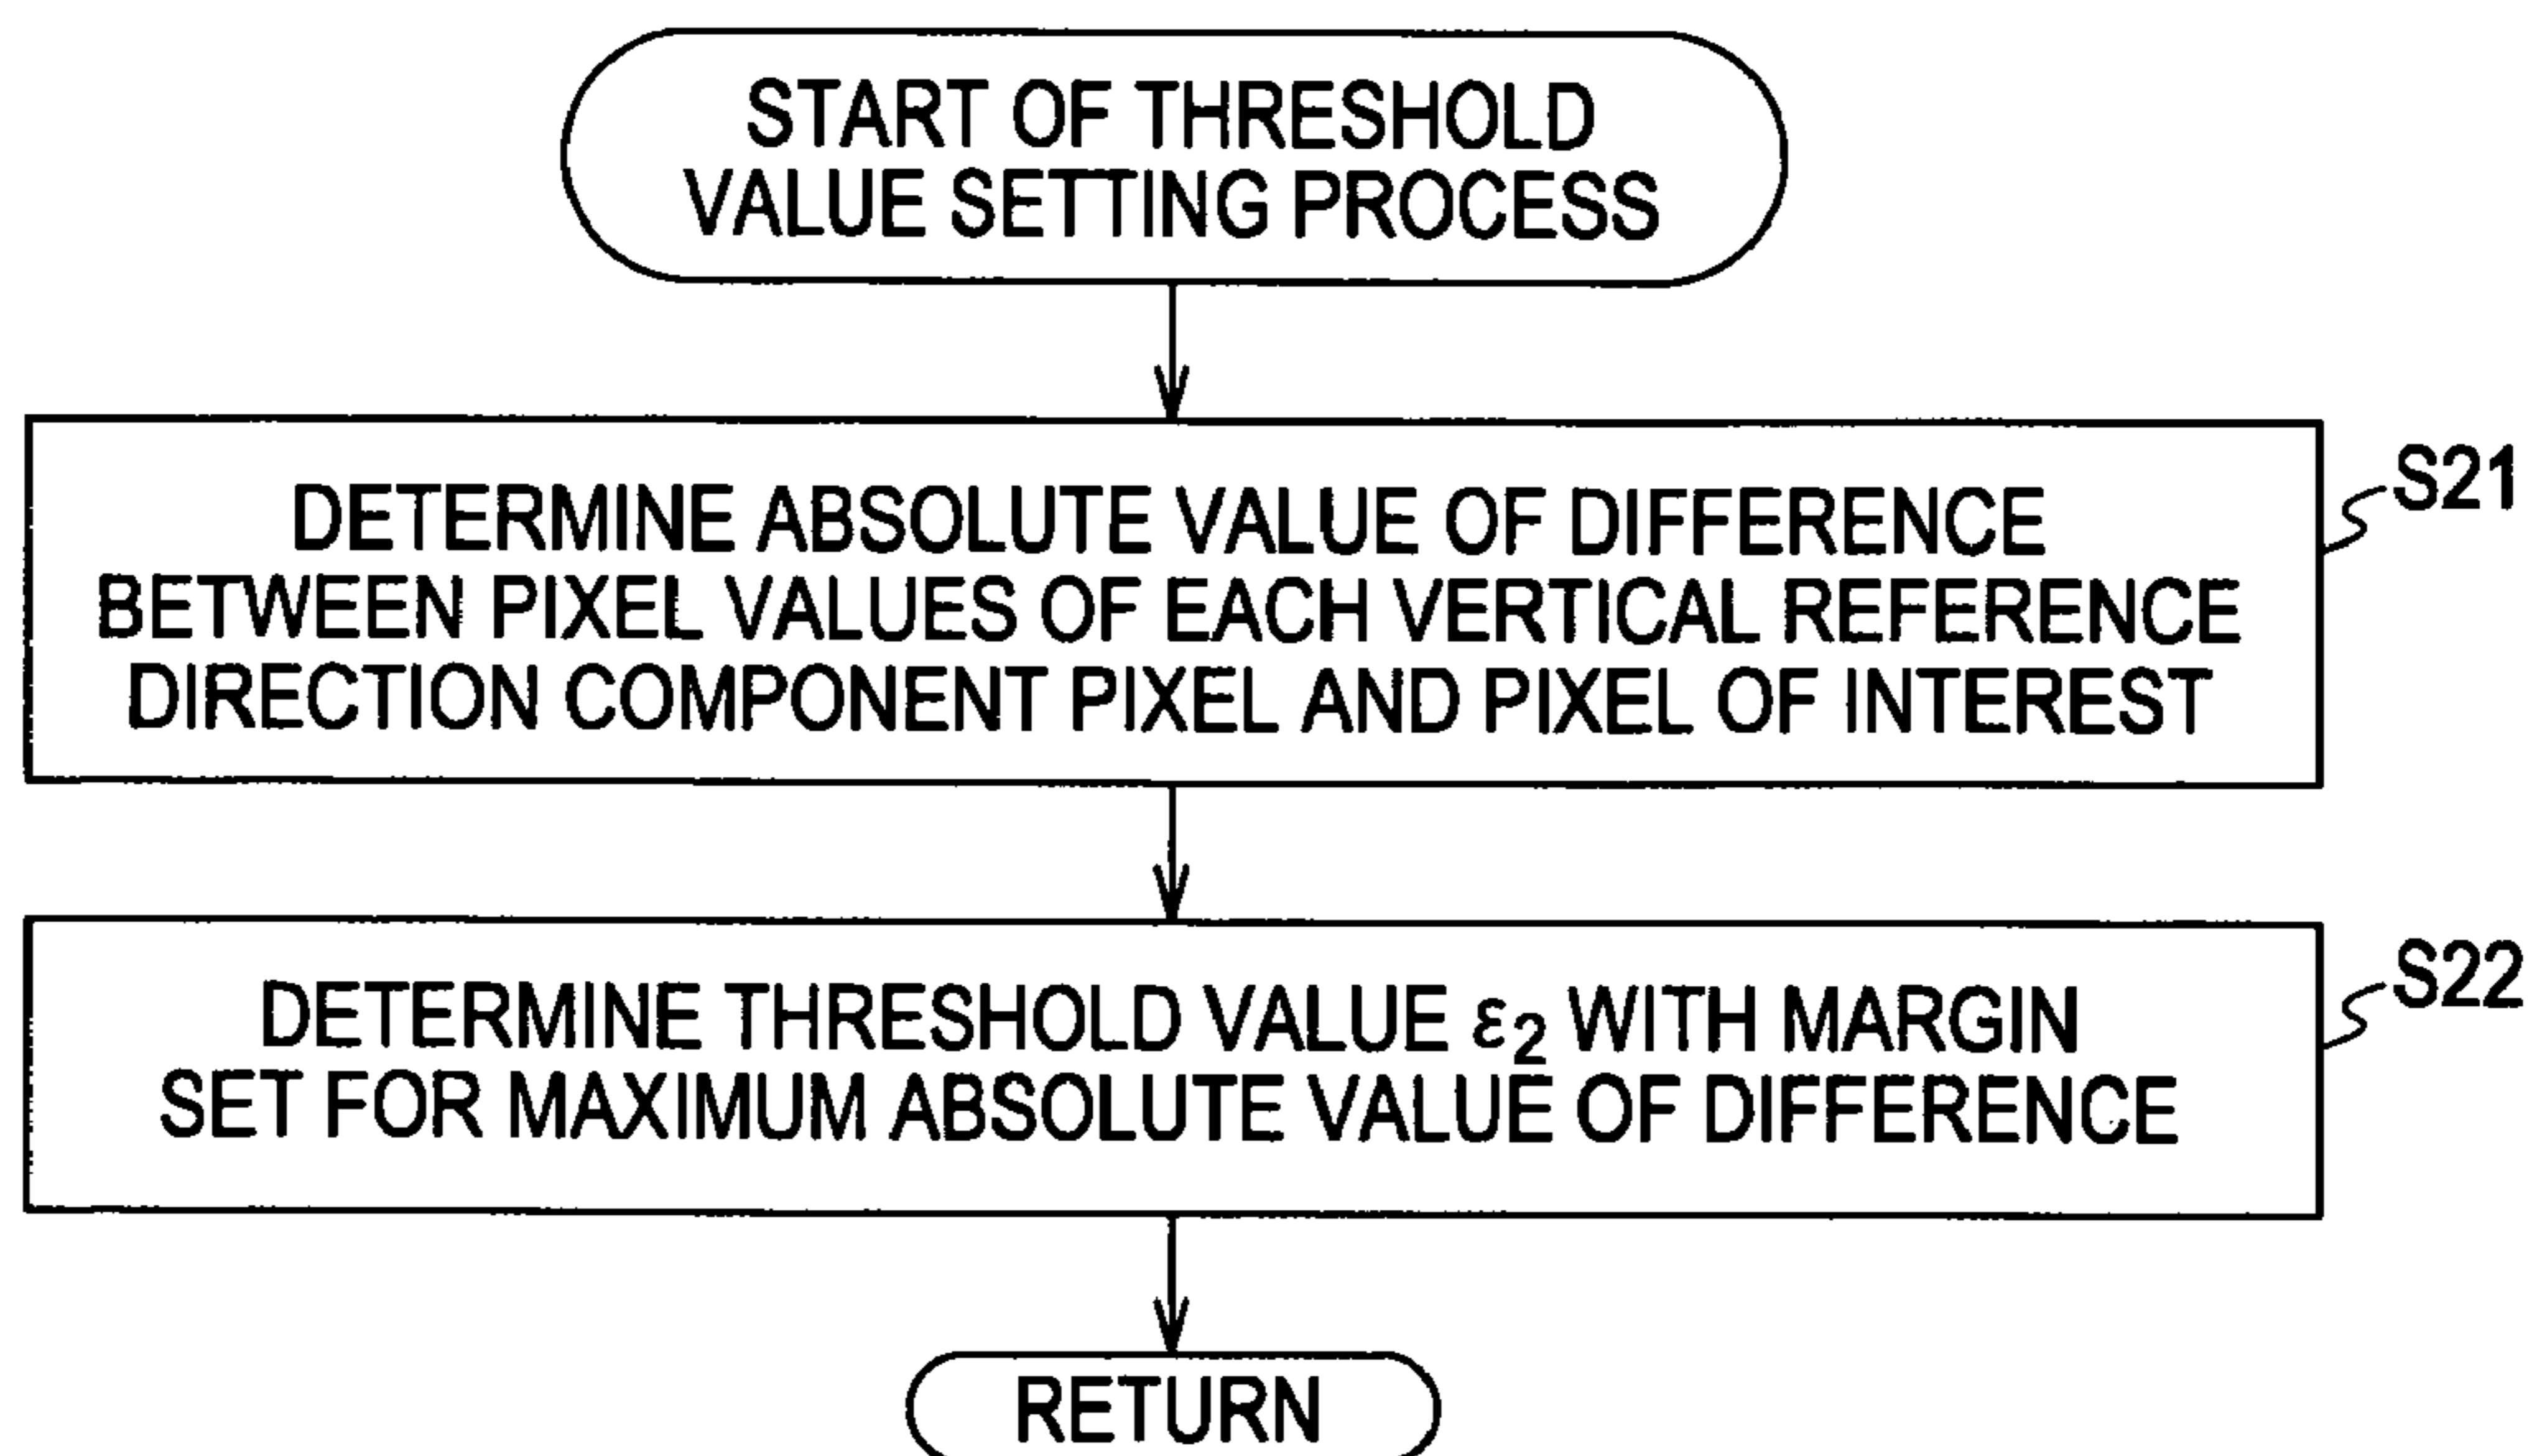 START OF THRESHOLD
VALUE SETTING PROCESS
DETERMINE ABSOLUTE VALUE OF DIFFERENCE
BETWEEN PIXEL VALUES OF EACH VERTICAL REFERENCE
DIRECTION COMPONENT PIXEL AND PIXEL OF INTEREST
S21
DETERMINE THRESHOLD VALUE ε₂ WITH MARGIN
SET FOR MAXIMUM ABSOLUTE VALUE OF DIFFERENCE
S22
RETURN